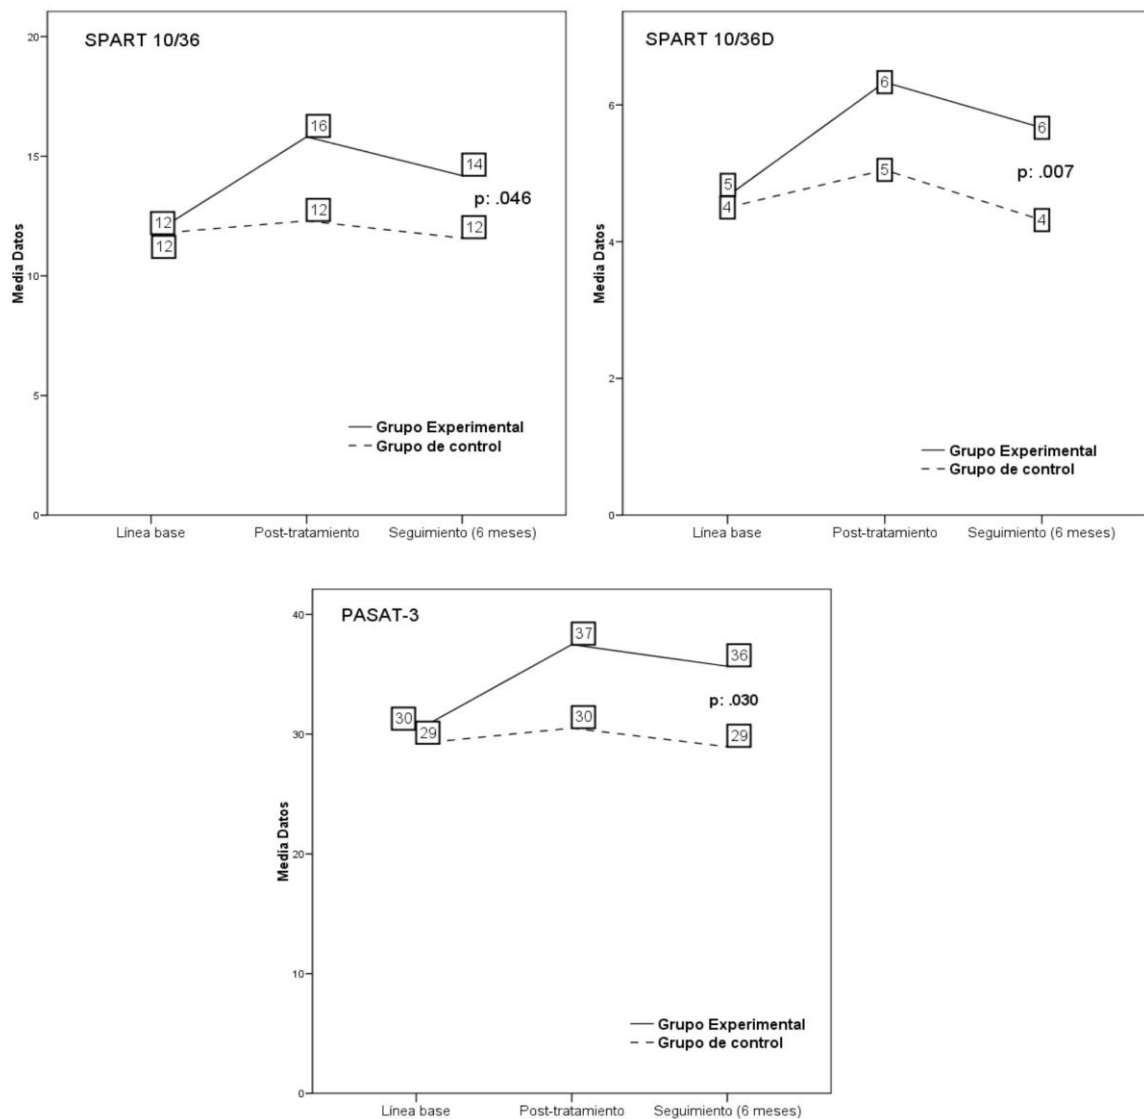 SPART 10/36
20
15
10
5
0
Media Datos
16
14
p: .046
12
12
12
12
Grupo Experimental
Grupo de control
Línea base
Post-tratamiento
Seguimiento (6 meses)
SPART 10/36D
6
4
2
0
Media Datos
6
6
5
5
p: .007
4
4
Grupo Experimental
Grupo de control
Línea base
Post-tratamiento
Seguimiento (6 meses)
PASAT-3
40
30
20
10
0
Media Datos
37
36
p: .030
30
29
30
29
Grupo Experimental
Grupo de control
Línea base
Post-tratamiento
Seguimiento (6 meses)